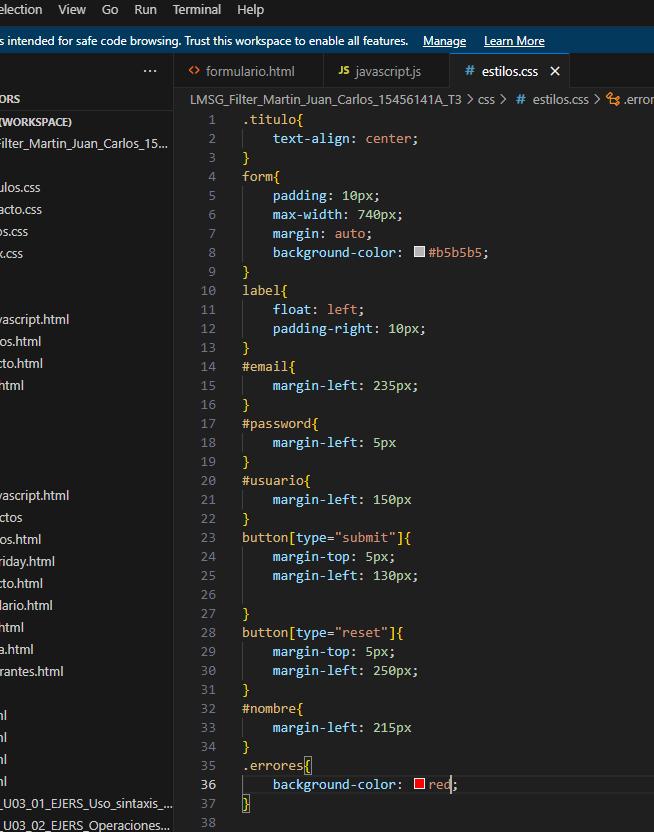 election View Go Run Terminal Help
s intended for safe code browsing. Trust this workspace to enable all features. Manage Learn More
... <> formulario.html JS javascript.js # estilos.css ×
LMSG_Filter_Martin_Juan_Carlos_15456141A_T3 > css > # estilos.css > .error
ORS
(WORKSPACE)
Filter_Martin_Juan_Carlos_15...
ulos.css
acto.css
os.css
x.css
vascript.html
os.html
cto.html
html
vascript.html
ctos
os.html
riday.html
cto.html
lario.html
html
a.html
rantes.html
ml
ml
ml
ml
_U03_01_EJERS_Uso_sintaxis_...
_U03_02_EJERS_Operaciones...
1 .titulo{
2 text-align: center;
3 }
4 form{
5 padding: 10px;
6 max-width: 740px;
7 margin: auto;
8 background-color: #b5b5b5;
9 }
10 label{
11 float: left;
12 padding-right: 10px;
13 }
14 #email{
15 margin-left: 235px;
16 }
17 #password{
18 margin-left: 5px
19 }
20 #usuario{
21 margin-left: 150px
22 }
23 button[type="submit"]{
24 margin-top: 5px;
25 margin-left: 130px;
26
27 }
28 button[type="reset"]{
29 margin-top: 5px;
30 margin-left: 250px;
31 }
32 #nombre{
33 margin-left: 215px
34 }
35 .errores{
36 background-color: red;
37 }
38